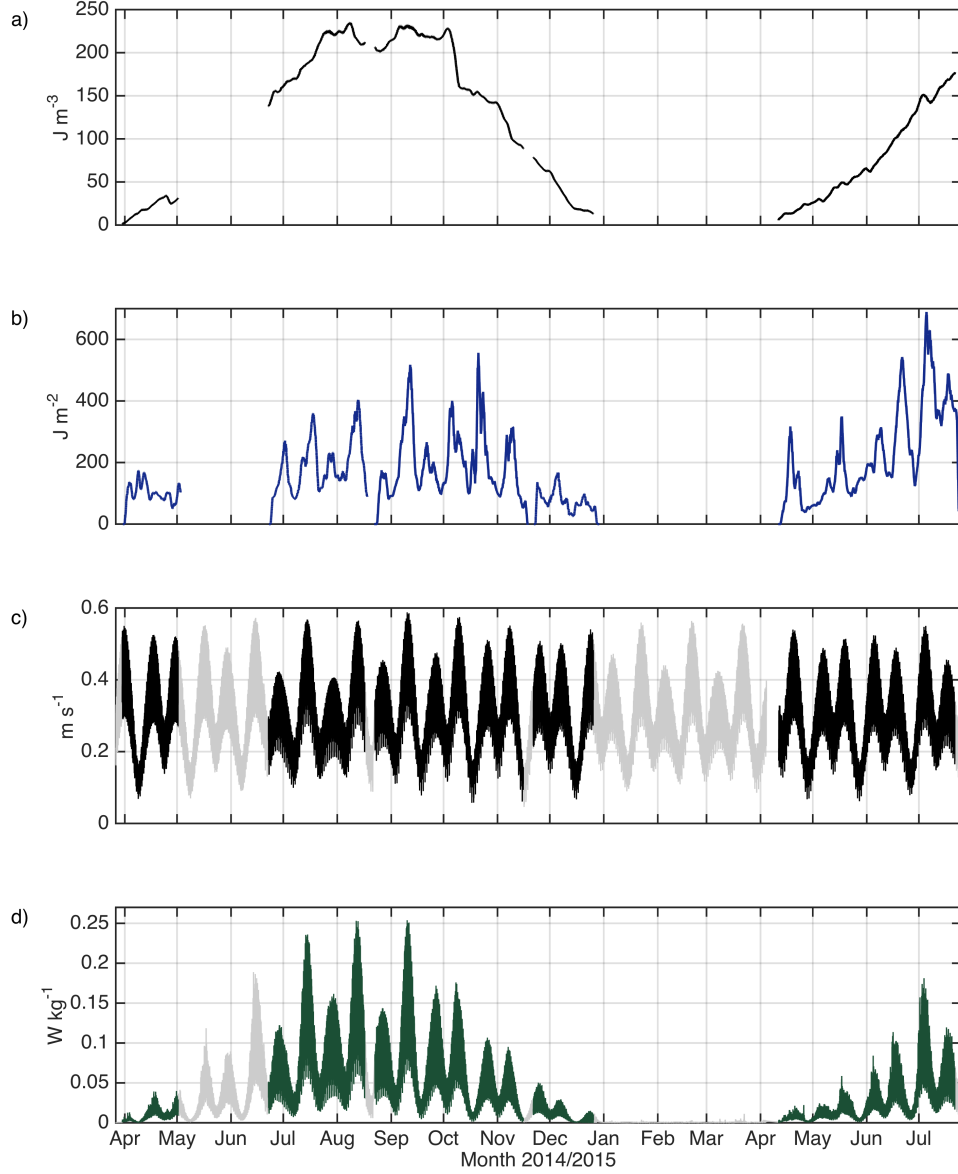 a)
250
200
150
100
50
0
J m-3
b)
600
400
200
0
J m-2
c)
0.6
0.4
0.2
0
m s-1
d)
0.25
0.2
0.15
0.1
0.05
0
W kg-1
Apr May Jun Jul Aug Sep Oct Nov Dec Jan Feb Mar Apr May Jun Jul
Month 2014/2015